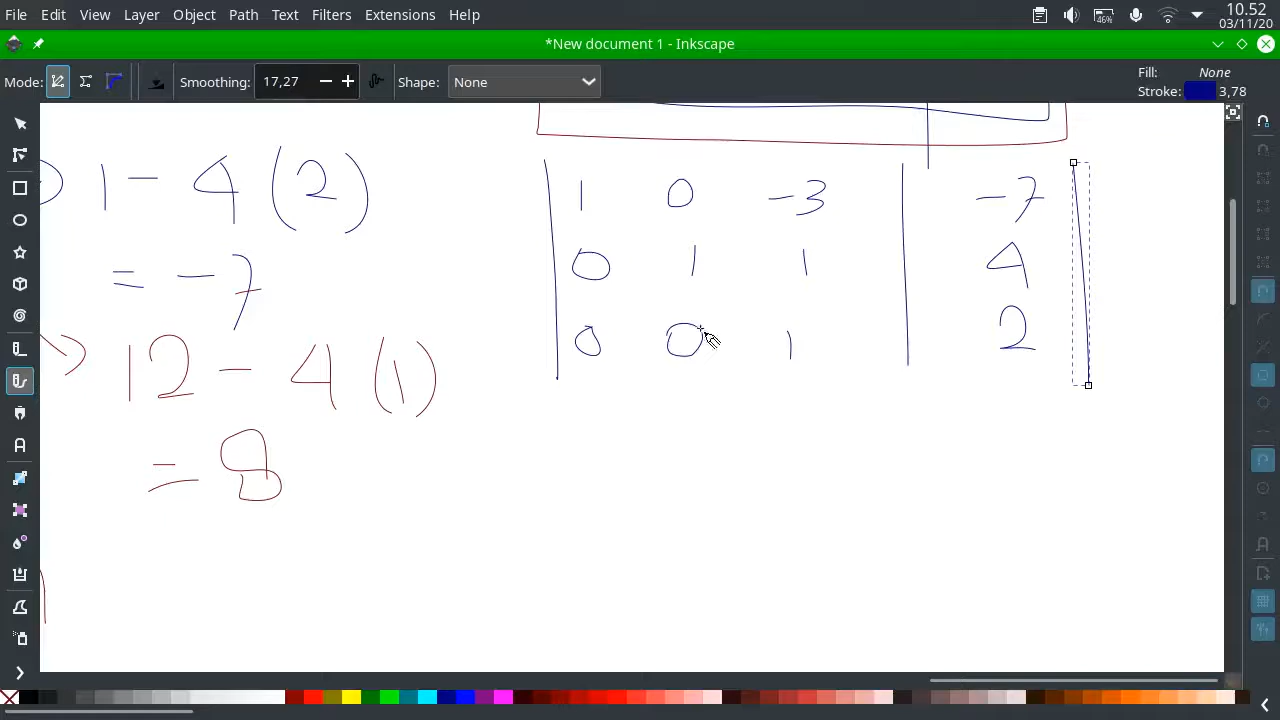 File Edit View Layer Object Path Text Filters Extensions Help
46%
10.52
03/11/20
*New document 1 - Inkscape
Mode: Smoothing: 17,27 Shape: None
Fill: None
Stroke: 3,78
1 - 4 (2)
= -7
12 - 4 (1)
= 8
1 0 -3 -7
0 1 1 4
0 0 1 2